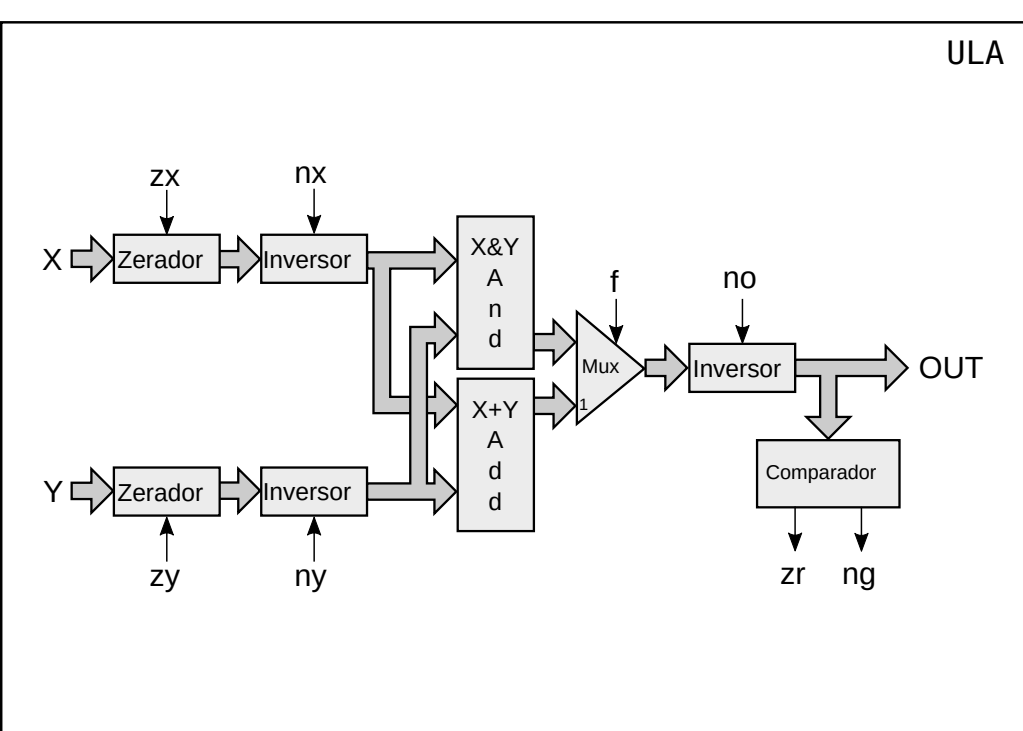 ULA
zx
nx
X
Zerador
Inversor
X&Y
A
n
d
f
no
Mux
1
Inversor
OUT
X+Y
A
d
d
Y
Zerador
Inversor
Comparador
zy
ny
zr
ng